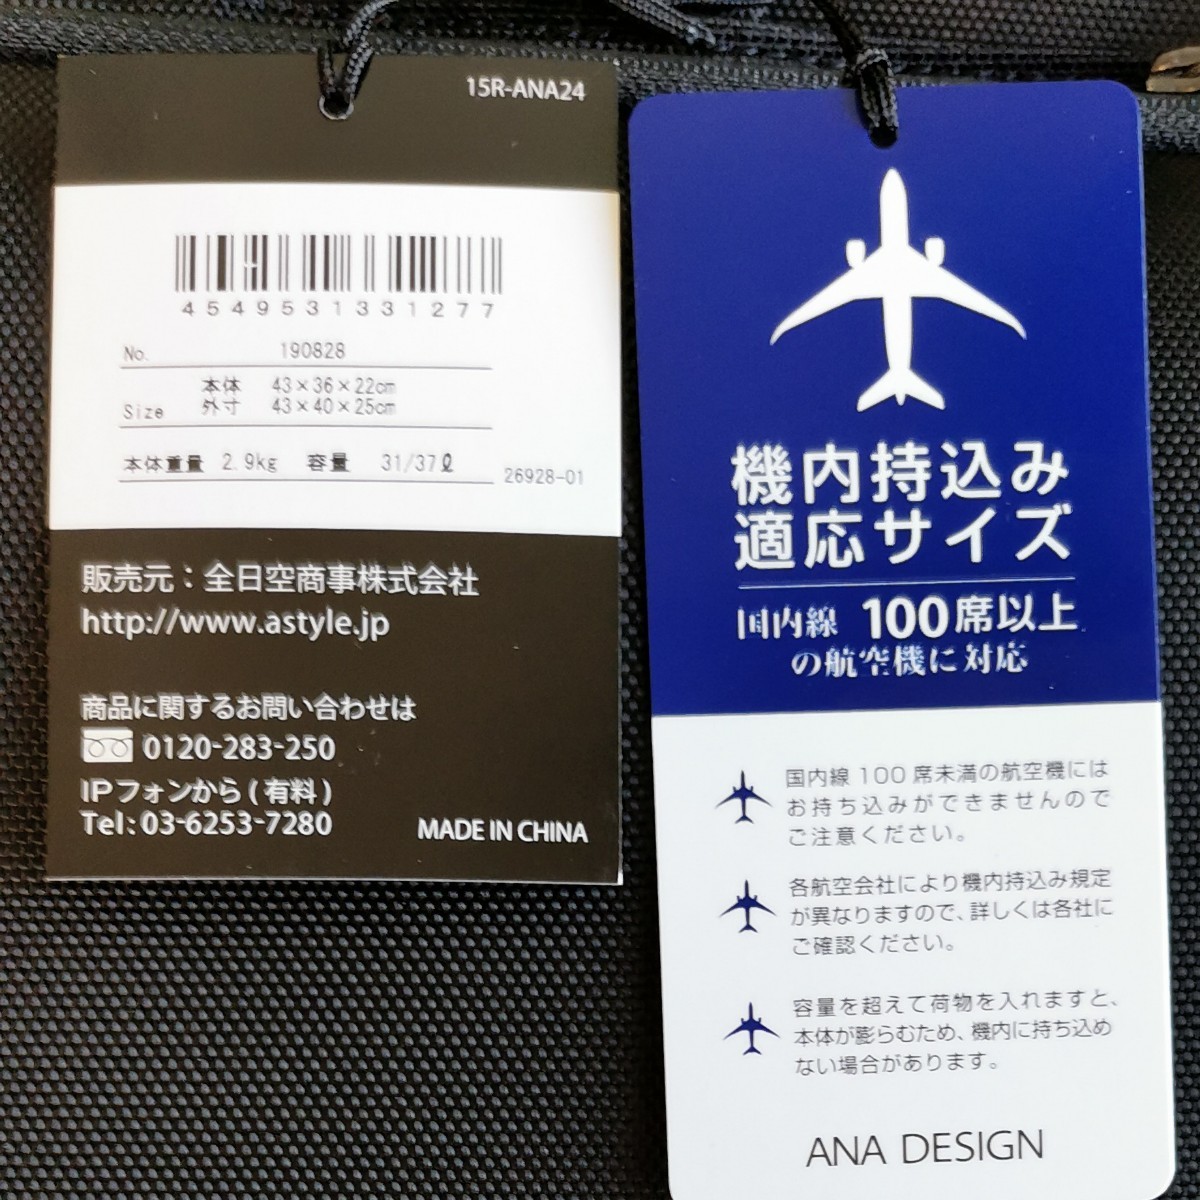 15R-ANA24
4549531331277
No. 190828
本体 43×36×22cm
Size 外寸 43×40×25cm
本体重量 2.9kg 容量 31/37ℓ
26928-01
販売元：全日空商事株式会社
http://www.astyle.jp
商品に関するお問い合わせは
0120-283-250
IPフォンから(有料)
Tel:03-6253-7280
MADE IN CHINA
機内持込み
適応サイズ
国内線 100席以上
の航空機に対応
国内線100席未満の航空機には
お持ち込みができませんので
ご注意ください。
各航空会社により機内持込み規定
が異なりますので、詳しくは各社に
ご確認ください。
容量を超えて荷物を入れますと、
本体が膨らむため、機内に持ち込め
ない場合があります。
ANA DESIGN